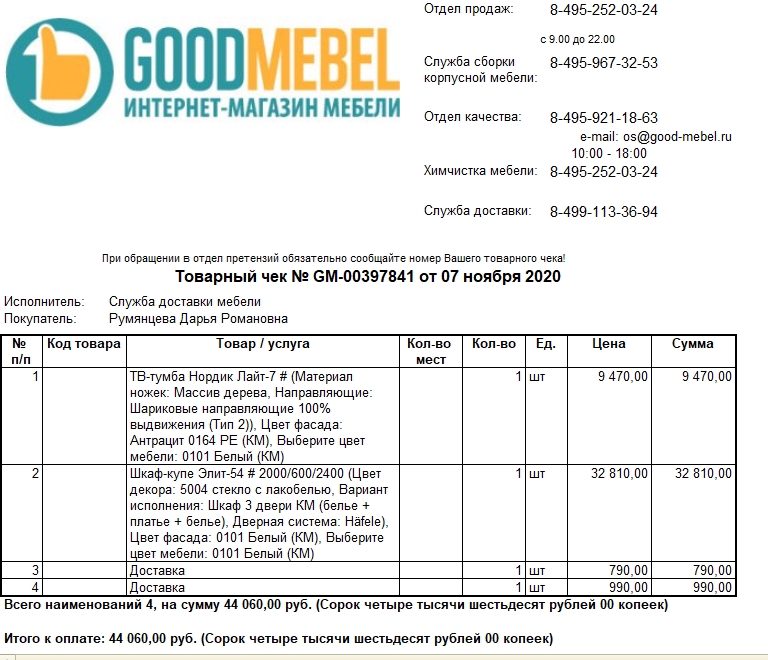 GOODMEBEL
ИНТЕРНЕТ-МАГАЗИН МЕБЕЛИ
Отдел продаж: 8-495-252-03-24
с 9.00 до 22.00
Служба сборки корпусной мебели: 8-495-967-32-53
Отдел качества: 8-495-921-18-63
e-mail: os@good-mebel.ru
10:00 - 18:00
Химчистка мебели: 8-495-252-03-24
Служба доставки: 8-499-113-36-94
При обращении в отдел претензий обязательно сообщайте номер Вашего товарного чека!
Товарный чек № GM-00397841 от 07 ноября 2020
Исполнитель: Служба доставки мебели
Покупатель: Румянцева Дарья Романовна
№ п/п Код товара Товар / услуга Кол-во мест Кол-во Ед. Цена Сумма
1 ТВ-тумба Нордик Лайт-7 # (Материал 1 шт 9 470,00 9 470,00
ножек: Массив дерева, Направляющие:
Шариковые направляющие 100%
выдвижения (Тип 2)), Цвет фасада:
Антрацит 0164 PE (КМ), Выберите цвет
мебели: 0101 Белый (КМ)
2 Шкаф-купе Элит-54 # 2000/600/2400 (Цвет 1 шт 32 810,00 32 810,00
декора: 5004 стекло с лакобелью, Вариант
исполнения: Шкаф 3 двери КМ (белье +
платье + белье), Дверная система: Häfele),
Цвет фасада: 0101 Белый (КМ), Выберите
цвет мебели: 0101 Белый (КМ)
3 Доставка 1 шт 790,00 790,00
4 Доставка 1 шт 990,00 990,00
Всего наименований 4, на сумму 44 060,00 руб. (Сорок четыре тысячи шестьдесят рублей 00 копеек)
Итого к оплате: 44 060,00 руб. (Сорок четыре тысячи шестьдесят рублей 00 копеек)